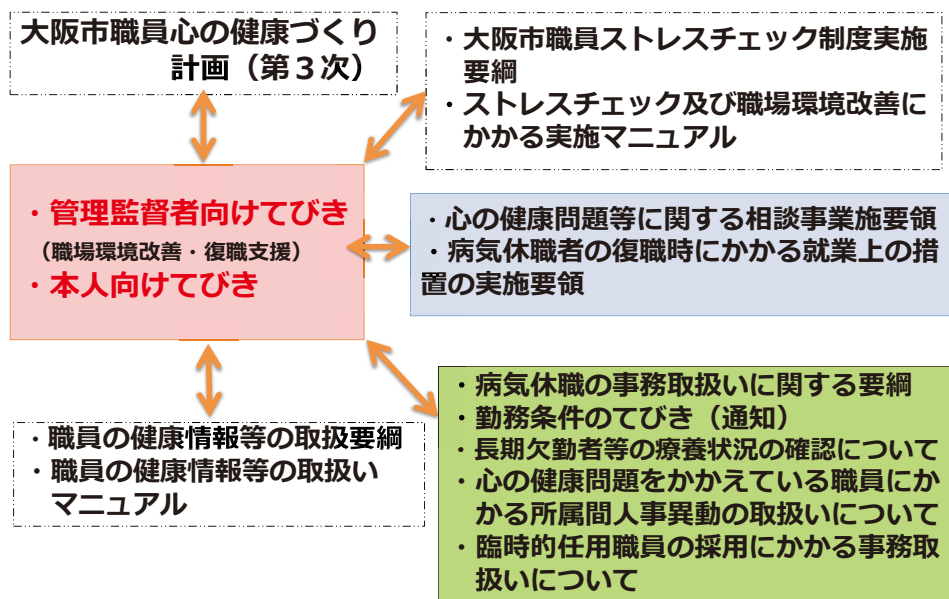 大阪市職員心の健康づくり
計画（第３次）
・大阪市職員ストレスチェック制度実施
要綱
・ストレスチェック及び職場環境改善に
かかる実施マニュアル
・管理監督者向けてびき
（職場環境改善・復職支援）
・本人向けてびき
・心の健康問題等に関する相談事業施要領
・病気休職者の復職時にかかる就業上の措
置の実施要領
・職員の健康情報等の取扱要綱
・職員の健康情報等の取扱い
マニュアル
・病気休職の事務取扱いに関する要綱
・勤務条件のてびき（通知）
・長期欠勤者等の療養状況の確認について
・心の健康問題をかかえている職員にか
かる所属間人事異動の取扱いについて
・臨時的任用職員の採用にかかる事務取
扱いについて